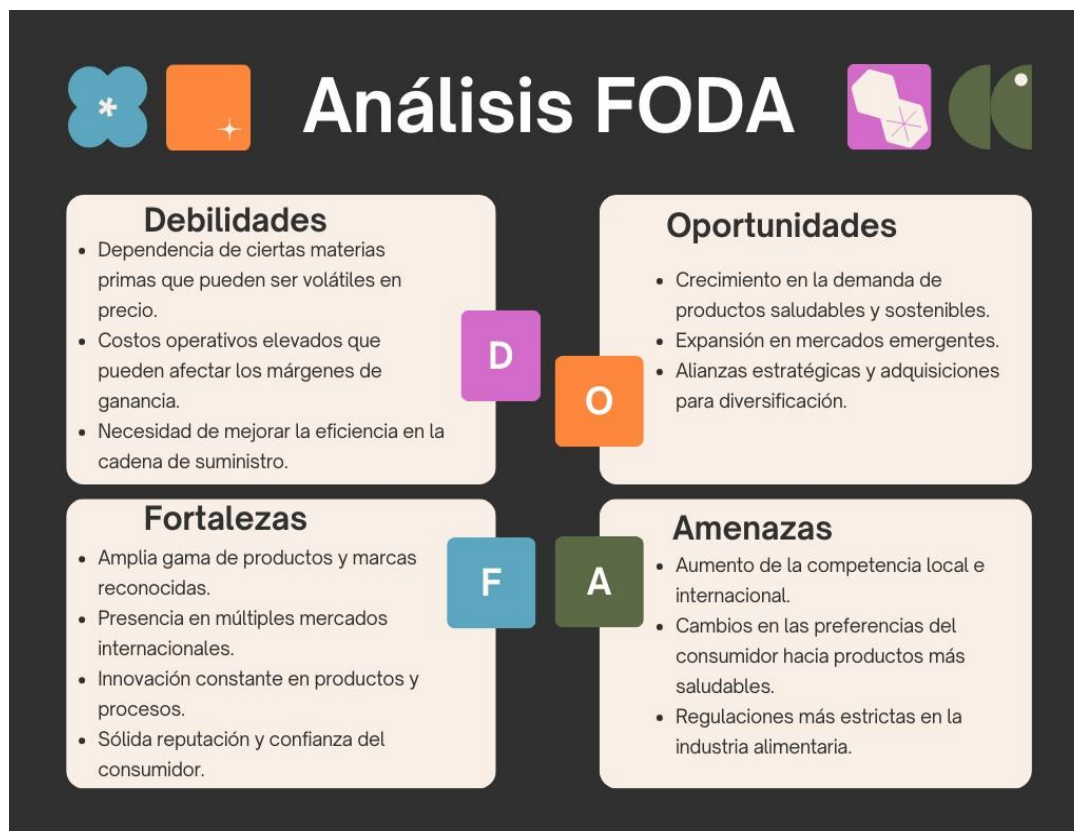 Análisis FODA
Debilidades
• Dependencia de ciertas materias
primas que pueden ser volátiles en
precio.
• Costos operativos elevados que
pueden afectar los márgenes de
ganancia.
• Necesidad de mejorar la eficiencia en la
cadena de suministro.
D
Oportunidades
• Crecimiento en la demanda de
productos saludables y sostenibles.
• Expansión en mercados emergentes.
• Alianzas estratégicas y adquisiciones
para diversificación.
O
Fortalezas
• Amplia gama de productos y marcas
reconocidas.
• Presencia en múltiples mercados
internacionales.
• Innovación constante en productos y
procesos.
• Sólida reputación y confianza del
consumidor.
F
A
Amenazas
• Aumento de la competencia local e
internacional.
• Cambios en las preferencias del
consumidor hacia productos más
saludables.
• Regulaciones más estrictas en la
industria alimentaria.